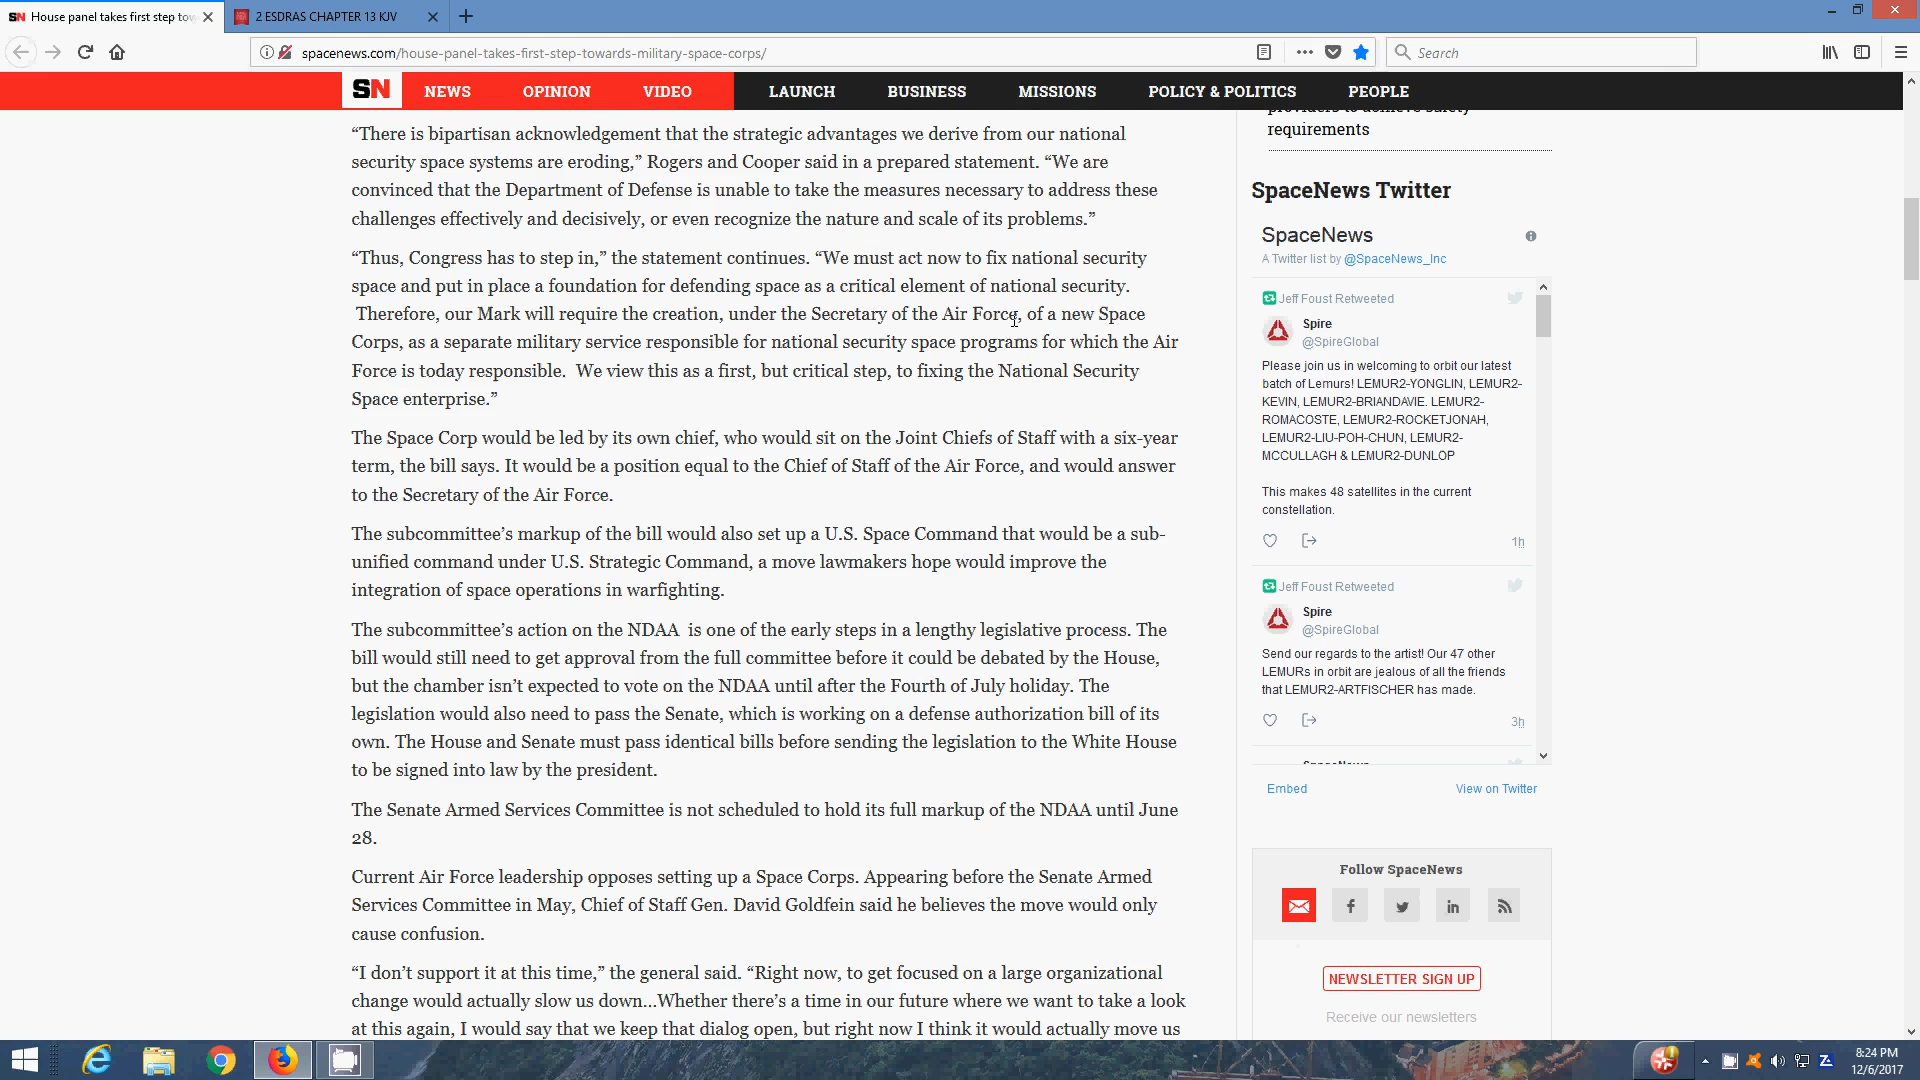 House panel takes first step tow
2 ESDRAS CHAPTER 13 KJV
spacenews.com/house-panel-takes-first-step-towards-military-space-corps/
Search
SN NEWS OPINION VIDEO LAUNCH BUSINESS MISSIONS POLICY & POLITICS PEOPLE
“There is bipartisan acknowledgement that the strategic advantages we derive from our national
security space systems are eroding,” Rogers and Cooper said in a prepared statement. “We are
convinced that the Department of Defense is unable to take the measures necessary to address these
challenges effectively and decisively, or even recognize the nature and scale of its problems.”
“Thus, Congress has to step in,” the statement continues. “We must act now to fix national security
space and put in place a foundation for defending space as a critical element of national security.
Therefore, our Mark will require the creation, under the Secretary of the Air Force, of a new Space
Corps, as a separate military service responsible for national security space programs for which the Air
Force is today responsible.  We view this as a first, but critical step, to fixing the National Security
Space enterprise.”
The Space Corp would be led by its own chief, who would sit on the Joint Chiefs of Staff with a six-year
term, the bill says. It would be a position equal to the Chief of Staff of the Air Force, and would answer
to the Secretary of the Air Force.
The subcommittee’s markup of the bill would also set up a U.S. Space Command that would be a sub-
unified command under U.S. Strategic Command, a move lawmakers hope would improve the
integration of space operations in warfighting.
The subcommittee’s action on the NDAA  is one of the early steps in a lengthy legislative process. The
bill would still need to get approval from the full committee before it could be debated by the House,
but the chamber isn’t expected to vote on the NDAA until after the Fourth of July holiday. The
legislation would also need to pass the Senate, which is working on a defense authorization bill of its
own. The House and Senate must pass identical bills before sending the legislation to the White House
to be signed into law by the president.
The Senate Armed Services Committee is not scheduled to hold its full markup of the NDAA until June
28.
Current Air Force leadership opposes setting up a Space Corps. Appearing before the Senate Armed
Services Committee in May, Chief of Staff Gen. David Goldfein said he believes the move would only
cause confusion.
“I don’t support it at this time,” the general said. “Right now, to get focused on a large organizational
change would actually slow us down…Whether there’s a time in our future where we want to take a look
at this again, I would say that we keep that dialog open, but right now I think it would actually move us
providers to achieve safety
requirements
SpaceNews Twitter
SpaceNews
A Twitter list by @SpaceNews_Inc
Jeff Foust Retweeted
Spire
@SpireGlobal
Please join us in welcoming to orbit our latest
batch of Lemurs! LEMUR2-YONGLIN, LEMUR2-
KEVIN, LEMUR2-BRIANDAVIE. LEMUR2-
ROMACOSTE, LEMUR2-ROCKETJONAH,
LEMUR2-LIU-POH-CHUN, LEMUR2-
MCCULLAGH & LEMUR2-DUNLOP
This makes 48 satellites in the current
constellation.
1h
Jeff Foust Retweeted
Spire
@SpireGlobal
Send our regards to the artist! Our 47 other
LEMURs in orbit are jealous of all the friends
that LEMUR2-ARTFISCHER has made.
3h
SpaceNews
Embed View on Twitter
Follow SpaceNews
NEWSLETTER SIGN UP
Receive our newsletters
8:24 PM
12/6/2017